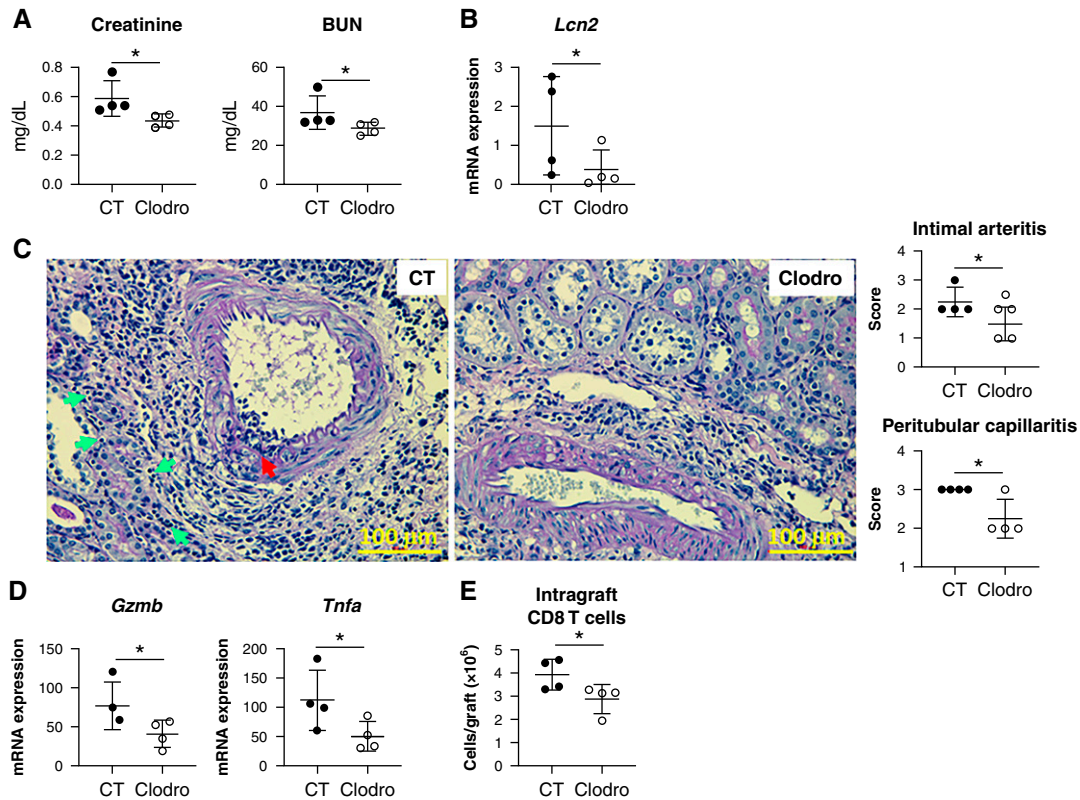 A
Creatinine
*
0.8
0.6
0.4
0.2
0.0
mg/dL
CT Clodro
BUN
*
60
40
20
0
mg/dL
CT Clodro
B
Lcn2
*
3
2
1
0
mRNA expression
CT Clodro
C
CT
100 µm
Clodro
100 µm
Intimal arteritis
*
4
3
2
1
0
Score
CT Clodro
Peritubular capillaritis
*
4
3
2
1
Score
CT Clodro
D
Gzmb
*
150
100
50
0
mRNA expression
CT Clodro
Tnfa
*
200
150
100
50
0
mRNA expression
CT Clodro
E
Intragraft
CD8 T cells
*
5
4
3
2
1
0
Cells/graft (×10⁶)
CT Clodro